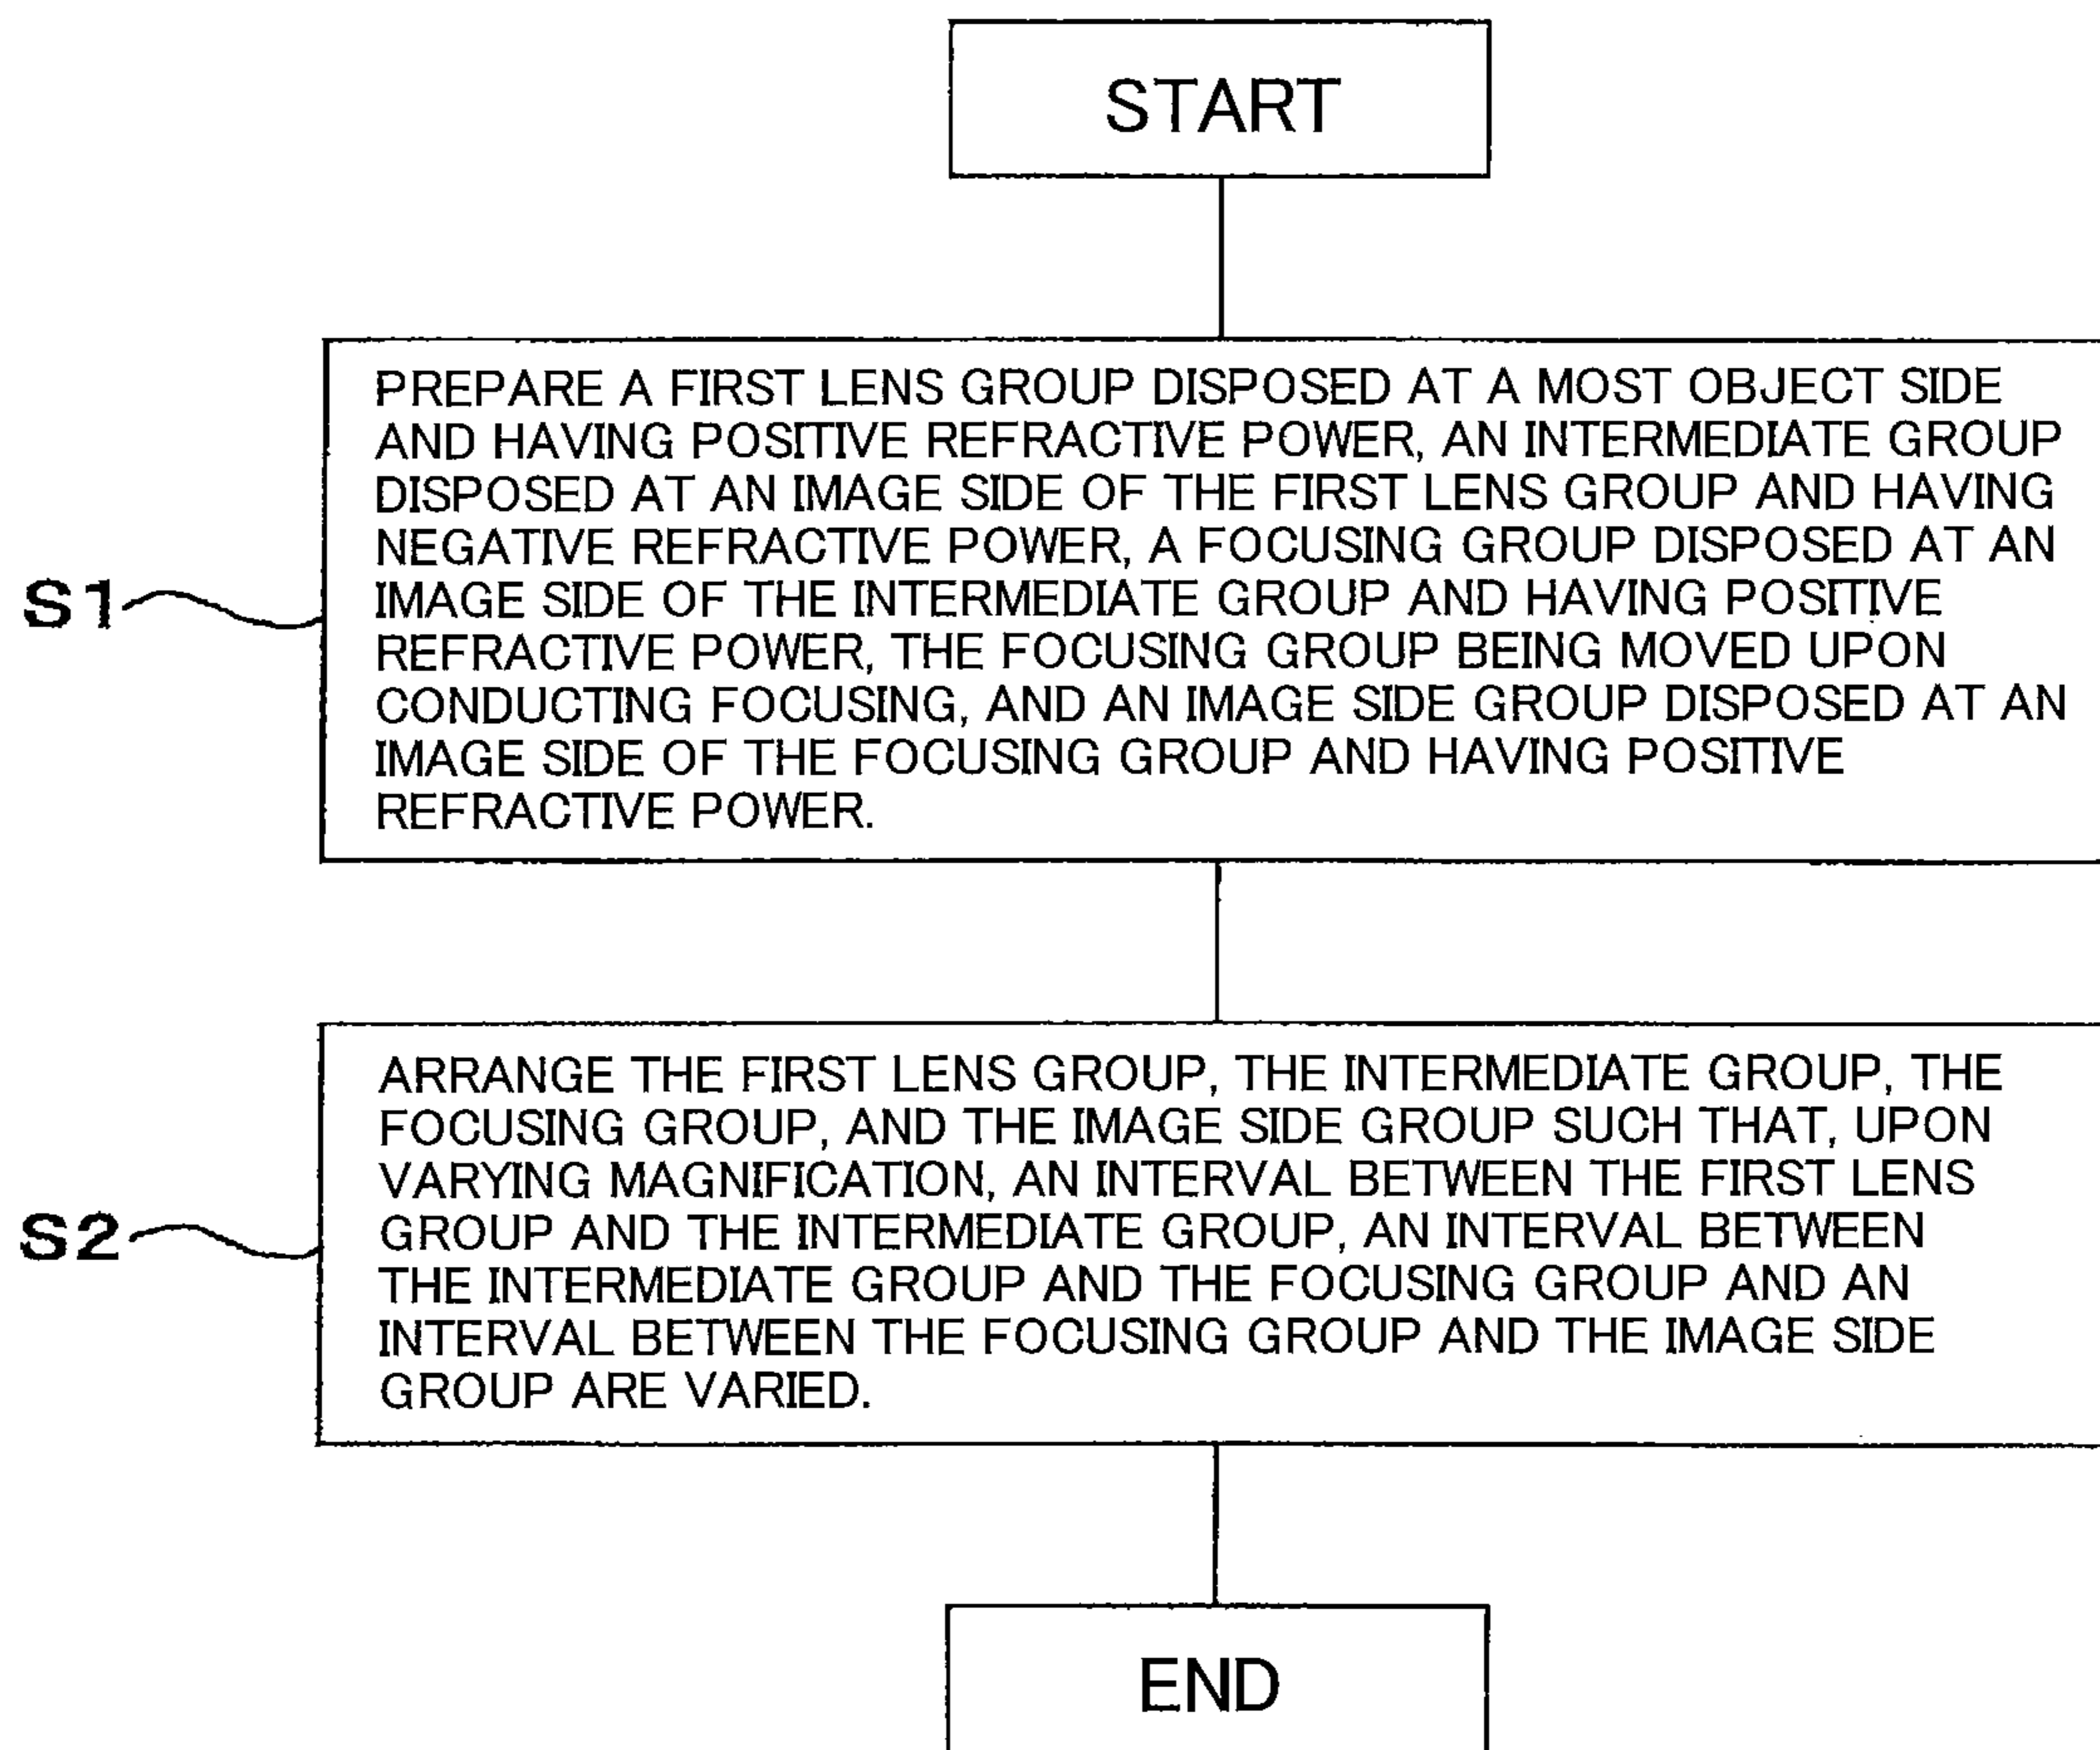 START
PREPARE A FIRST LENS GROUP DISPOSED AT A MOST OBJECT SIDE
AND HAVING POSITIVE REFRACTIVE POWER, AN INTERMEDIATE GROUP
DISPOSED AT AN IMAGE SIDE OF THE FIRST LENS GROUP AND HAVING
NEGATIVE REFRACTIVE POWER, A FOCUSING GROUP DISPOSED AT AN
IMAGE SIDE OF THE INTERMEDIATE GROUP AND HAVING POSITIVE
REFRACTIVE POWER, THE FOCUSING GROUP BEING MOVED UPON
CONDUCTING FOCUSING, AND AN IMAGE SIDE GROUP DISPOSED AT AN
IMAGE SIDE OF THE FOCUSING GROUP AND HAVING POSITIVE
REFRACTIVE POWER.
S1
ARRANGE THE FIRST LENS GROUP, THE INTERMEDIATE GROUP, THE
FOCUSING GROUP, AND THE IMAGE SIDE GROUP SUCH THAT, UPON
VARYING MAGNIFICATION, AN INTERVAL BETWEEN THE FIRST LENS
GROUP AND THE INTERMEDIATE GROUP, AN INTERVAL BETWEEN
THE INTERMEDIATE GROUP AND THE FOCUSING GROUP AND AN
INTERVAL BETWEEN THE FOCUSING GROUP AND THE IMAGE SIDE
GROUP ARE VARIED.
S2
END